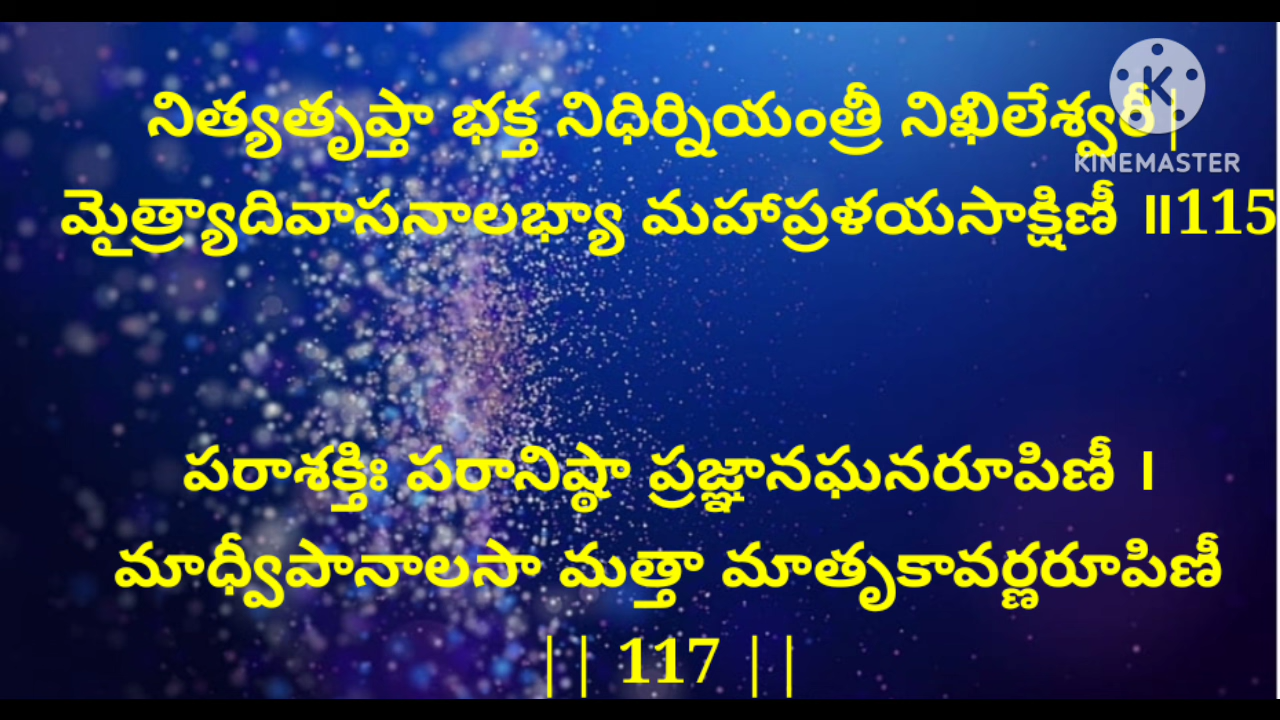 నిత్యతృప్తా భక్త నిధిర్నియంత్రీ నిఖిలేశ్వరీ |
KINEMASTER
మైత్ర్యాదివాసనాలభ్యా మహాప్రళయసాక్షిణీ ॥115
పరాశక్తిః పరానిష్ఠా ప్రజ్ఞానఘనరూపిణీ ।
మాధ్వీపానాలసా మత్తా మాతృకావర్ణరూపిణీ
|| 117 ||